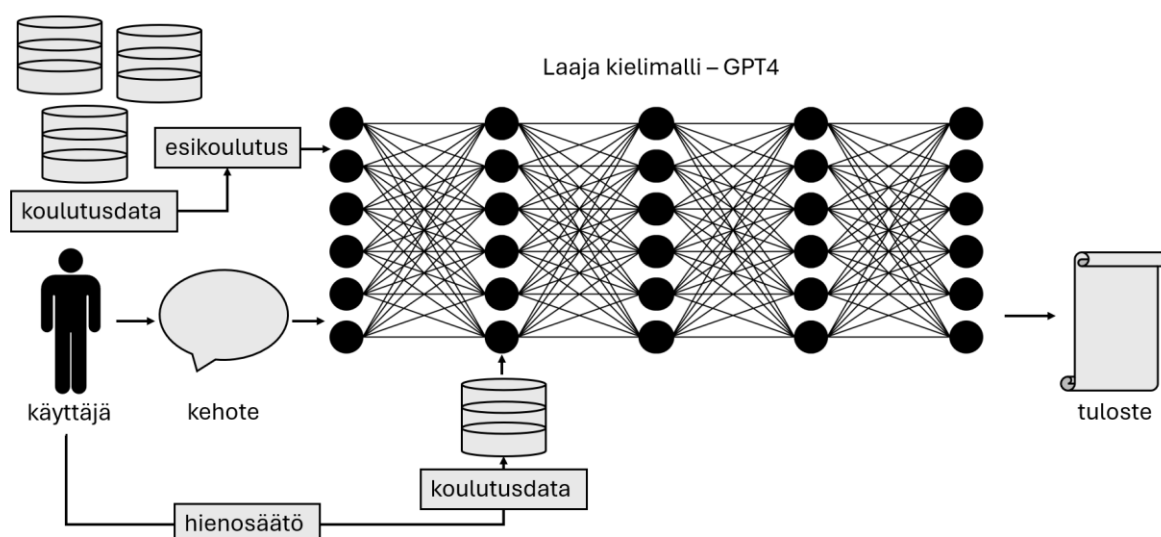 Laaja kielimalli – GPT4
esikoulutus
koulutusdata
käyttäjä
kehote
tuloste
koulutusdata
hienosäätö